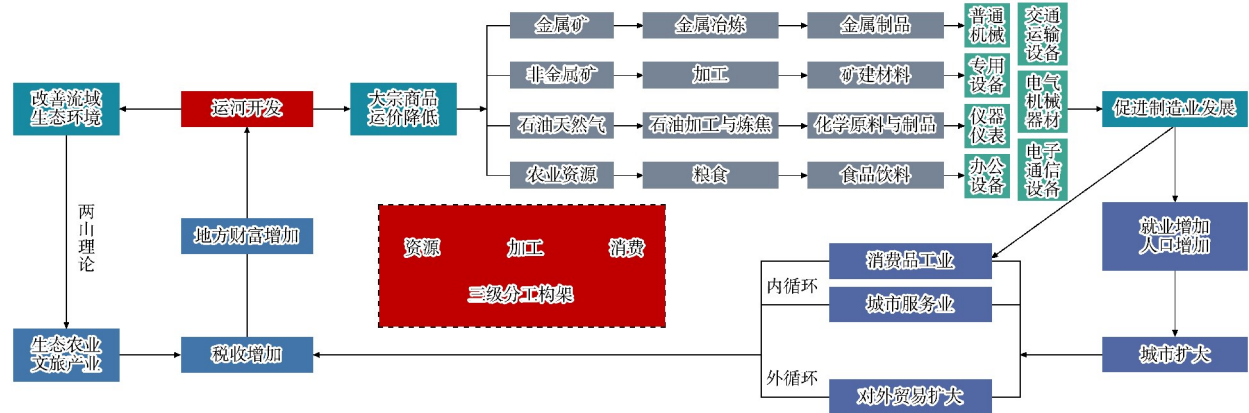 改善流域
生态环境
运河开发
大宗商品
运价降低
金属矿
金属冶炼
金属制品
非金属矿
加工
矿建材料
石油天然气
石油加工与炼焦
化学原料与制品
农业资源
粮食
食品饮料
普通
机械
专用
设备
仪器
仪表
办公
设备
交通
运输
设备
电气
机械
器材
电子
通信
设备
促进制造业发展
两山理论
地方财富增加
资源
加工
消费
三级分工构架
内循环
消费品工业
城市服务业
外循环
对外贸易扩大
就业增加
人口增加
城市扩大
生态农业
文旅产业
税收增加